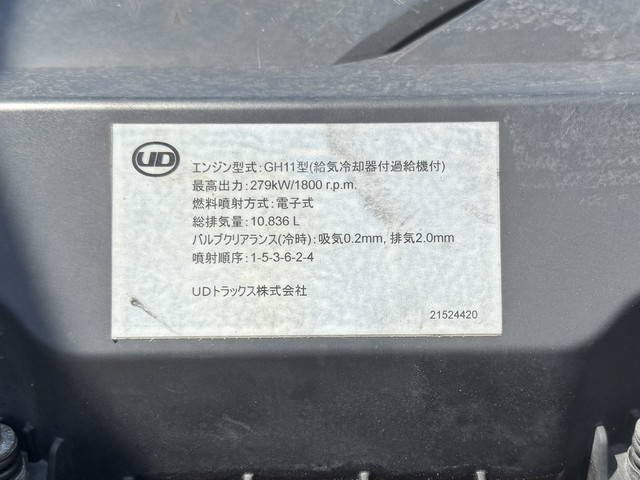 UD
エンジン型式:GH11型(給気冷却器付過給機付)
最高出力:279kW/1800 r.p.m.
燃料噴射方式:電子式
総排気量:10.836 L
バルブクリアランス(冷時):吸気0.2mm, 排気2.0mm
噴射順序:1-5-3-6-2-4
UDトラックス株式会社
21524420